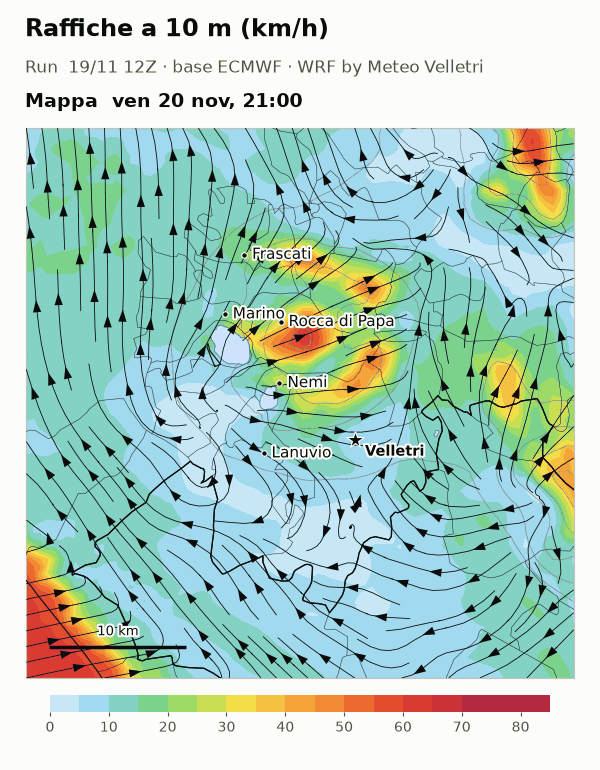 Raffiche a 10 m (km/h)
Run  19/11 12Z · base ECMWF · WRF by Meteo Velletri
Mappa  ven 20 nov, 21:00
Frascati
Marino
Rocca di Papa
Nemi
Velletri
Lanuvio
10 km
0 10 20 30 40 50 60 70 80